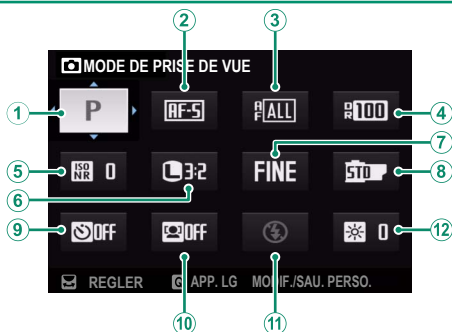 2 3
MODE DE PRISE DE VUE
1 P AF-S AF ALL DR100 4
7
5 ISO NR 0 L 3:2 FINE STD 8
6
9 OFF OFF 0 12
REGLER APP. LG MODIF./SAU. PERSO.
10 11